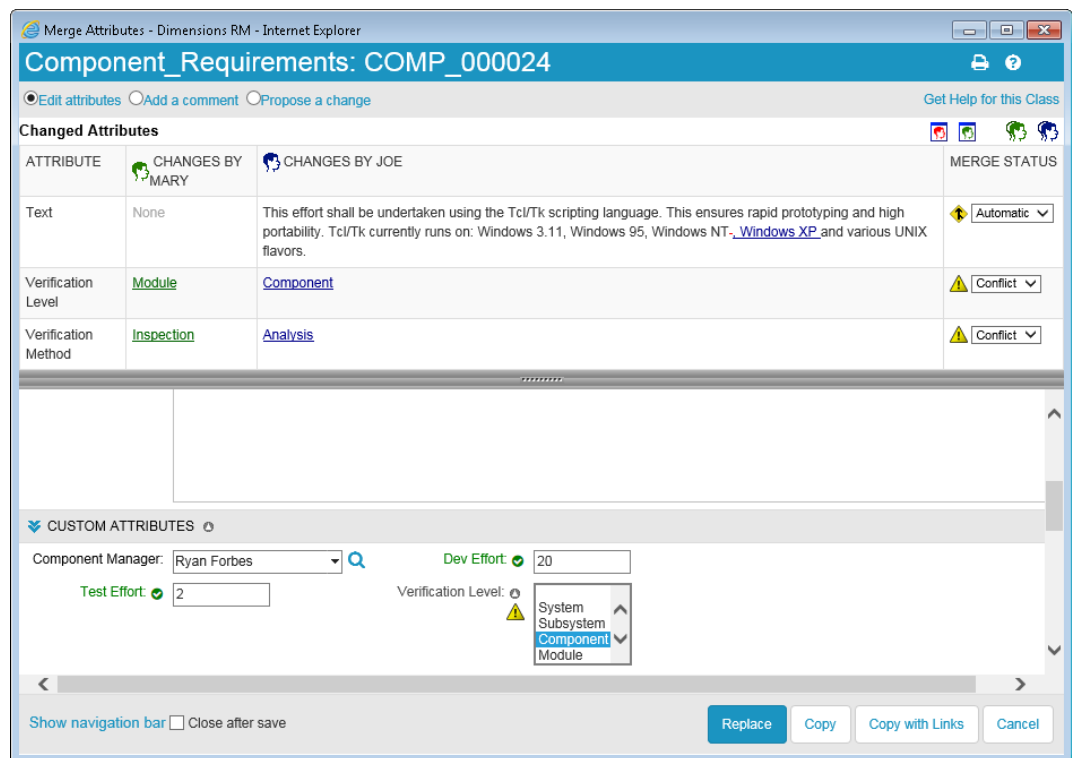 Merge Attributes - Dimensions RM - Internet Explorer
Component_Requirements: COMP_000024
Edit attributes Add a comment Propose a change Get Help for this Class
Changed Attributes
ATTRIBUTE CHANGES BY MARY CHANGES BY JOE MERGE STATUS
Text None This effort shall be undertaken using the Tcl/Tk scripting language. This ensures rapid prototyping and high Automatic
portability. Tcl/Tk currently runs on: Windows 3.11, Windows 95, Windows NT-, Windows XP and various UNIX
flavors.
Verification Level Module Component Conflict
Verification Method Inspection Analysis Conflict
CUSTOM ATTRIBUTES
Component Manager: Ryan Forbes Dev Effort: 20
Test Effort: 2 Verification Level:
System
Subsystem
Component
Module
Show navigation bar Close after save Replace Copy Copy with Links Cancel